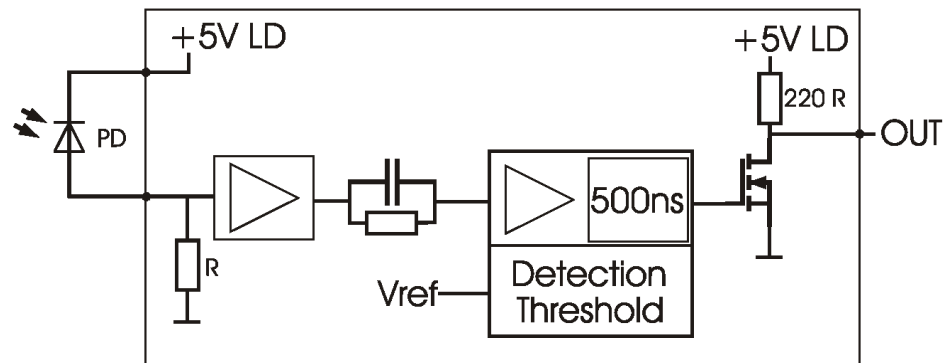 +5V LD
+5V LD
220 R
OUT
PD
500ns
R
Vref
Detection
Threshold